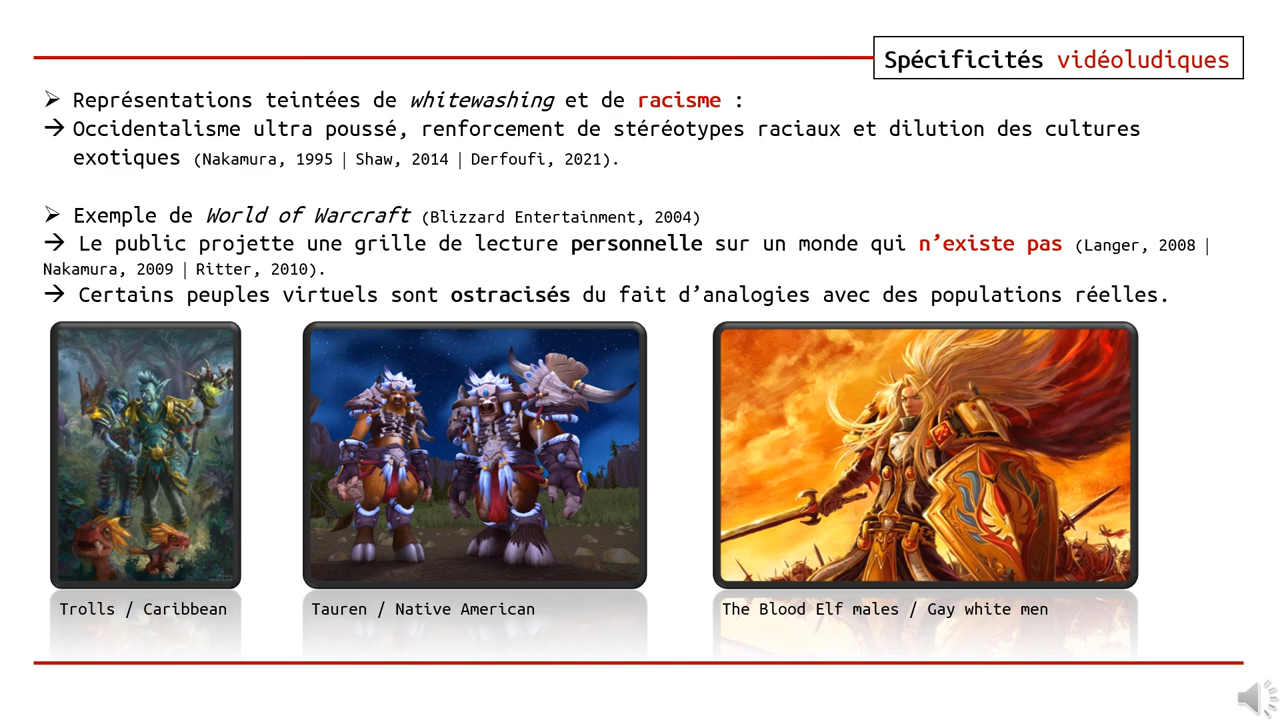 Spécificités vidéoludiques
➢ Représentations teintées de whitewashing et de racisme :
→ Occidentalisme ultra poussé, renforcement de stéréotypes raciaux et dilution des cultures
exotiques (Nakamura, 1995 | Shaw, 2014 | Derfoufi, 2021).
➢ Exemple de World of Warcraft (Blizzard Entertainment, 2004)
→ Le public projette une grille de lecture personnelle sur un monde qui n’existe pas (Langer, 2008 |
Nakamura, 2009 | Ritter, 2010).
→ Certains peuples virtuels sont ostracisés du fait d’analogies avec des populations réelles.
Trolls / Caribbean
Tauren / Native American
The Blood Elf males / Gay white men